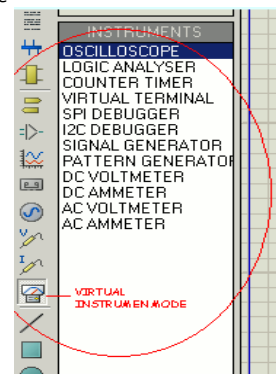 INSTRUMENTS
OSCILLOSCOPE
LOGIC ANALYSER
COUNTER TIMER
VIRTUAL TERMINAL
SPI DEBUGGER
I2C DEBUGGER
SIGNAL GENERATOR
PATTERN GENERATOR
DC VOLTMETER
DC AMMETER
AC VOLTMETER
AC AMMETER
VIRTUAL
INSTRUMEN MODE